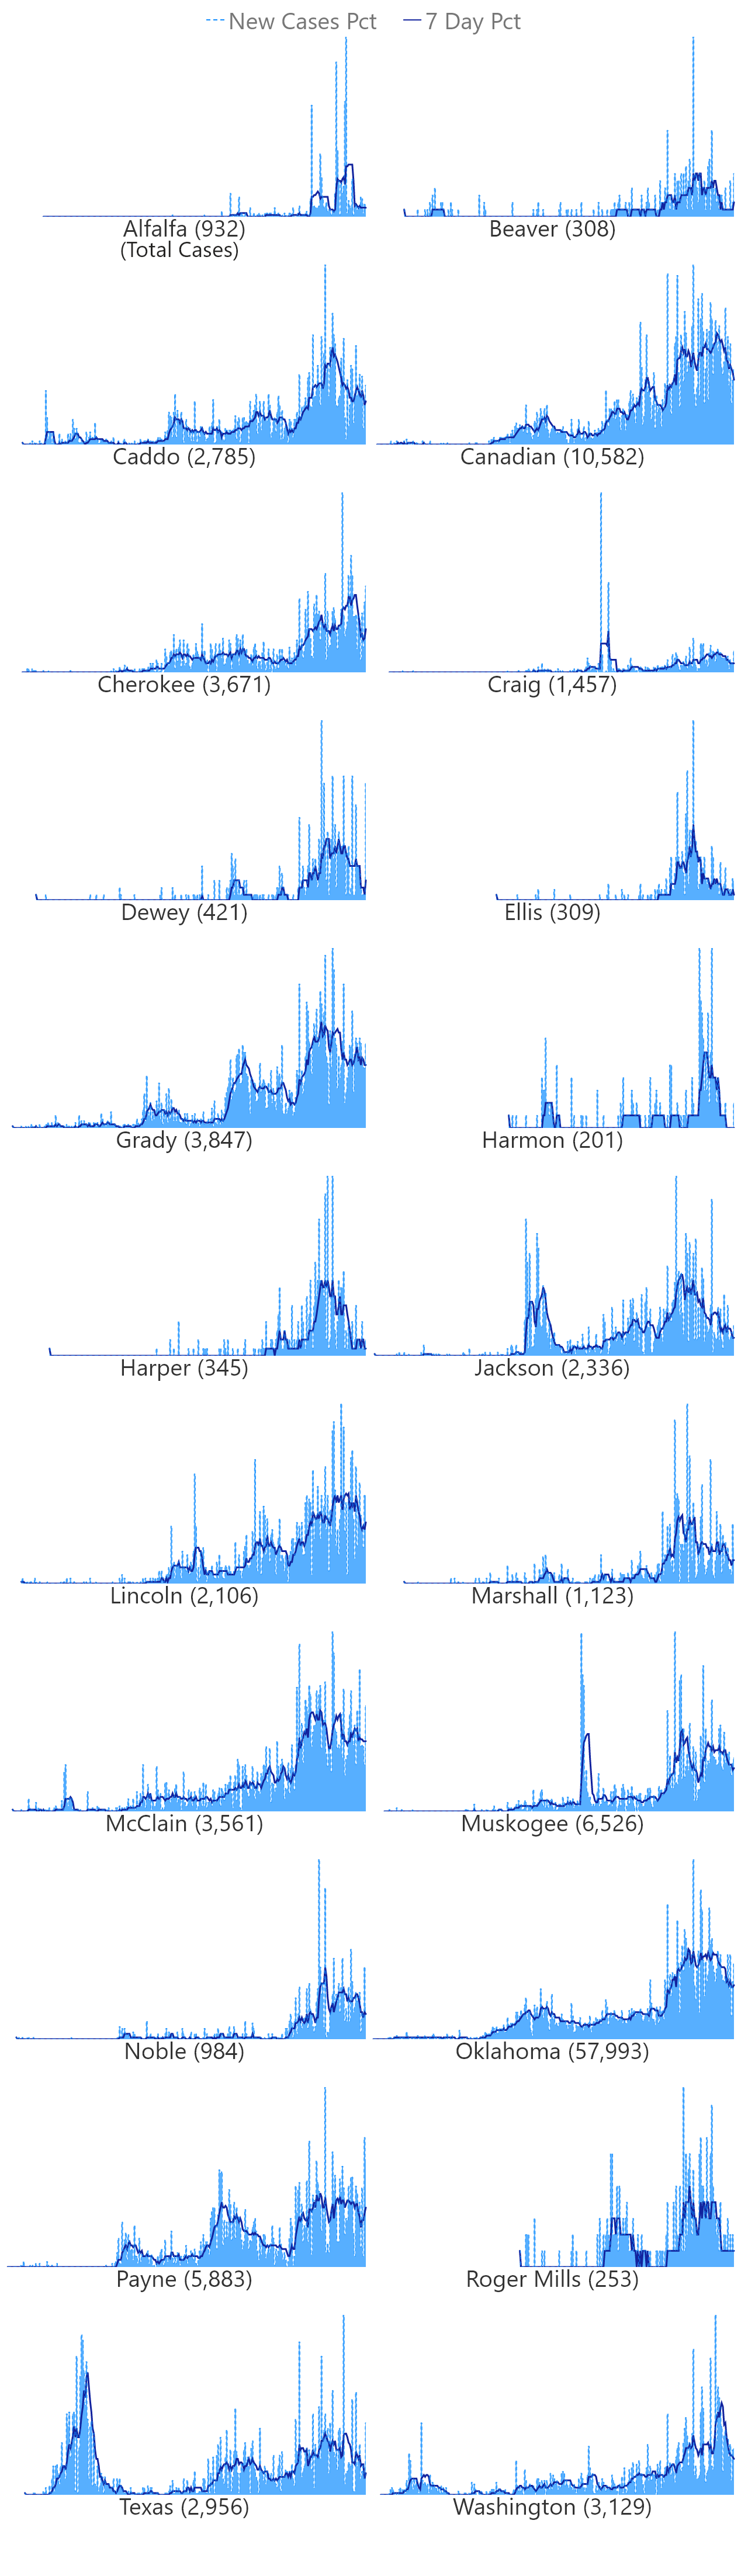 New Cases Pct 7 Day Pct
Alfalfa (932) Beaver (308)
(Total Cases)
Caddo (2,785) Canadian (10,582)
Cherokee (3,671) Craig (1,457)
Dewey (421) Ellis (309)
Grady (3,847) Harmon (201)
Harper (345) Jackson (2,336)
Lincoln (2,106) Marshall (1,123)
McClain (3,561) Muskogee (6,526)
Noble (984) Oklahoma (57,993)
Payne (5,883) Roger Mills (253)
Texas (2,956) Washington (3,129)